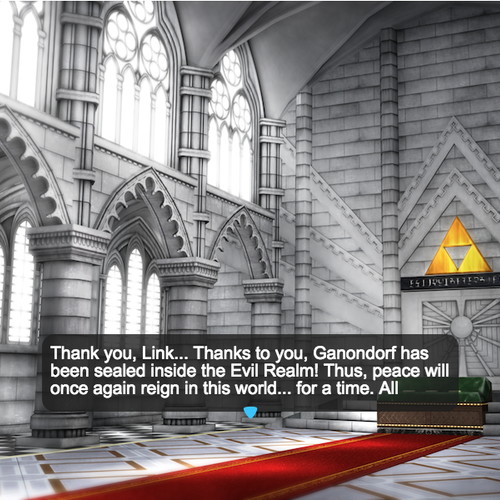 Thank you, Link... Thanks to you, Ganondorf has
been sealed inside the Evil Realm! Thus, peace will
once again reign in this world... for a time. All